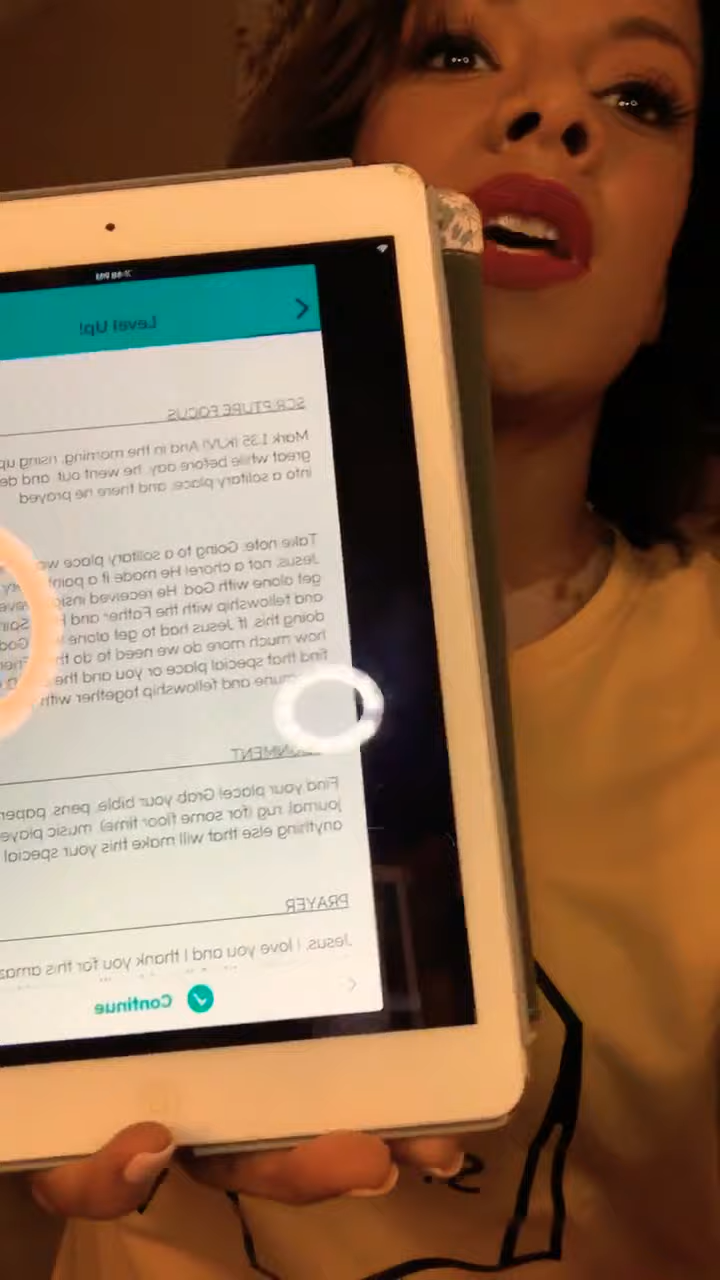 Level Up!
SCRIPTURE FOCUS
Mark 1:35 (KJV) And in the morning, rising up
great while before day, he went out, and de
into a solitary place, and there he prayed
Take note: Going to a solitary place wa
Jesus, not a chore! He made it a point
get alone with God. He received insi
and fellowship with the Father and
doing this. If Jesus had to get alone
how much more do we need to do th
find that special place or you and the
mune and fellowship together with
NMENT
Find your place! Grab your bible, pens, paper
journal, rug (for some floor time), music playe
anything else that will make this your special
PRAYER
Jesus, I love you and I thank you for this ama
Continue